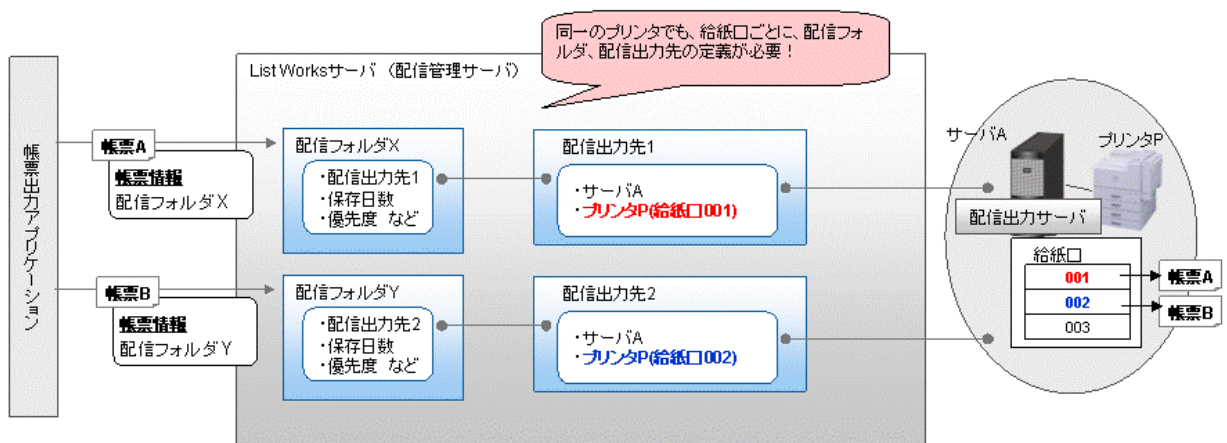 同一のプリンタでも、給紙口ごとに、配信フォ
ルダ、配信出力先の定義が必要！
List Worksサーバ（配信管理サーバ）
帳票出力アプリケーション
帳票A
帳票情報
配信フォルダX
配信フォルダX
・配信出力先1
・保存日数
・優先度 など
配信出力先1
・サーバA
・プリンタP(給紙口001)
帳票B
帳票情報
配信フォルダY
配信フォルダY
・配信出力先2
・保存日数
・優先度 など
配信出力先2
・サーバA
・プリンタP(給紙口002)
サーバA
プリンタP
配信出力サーバ
給紙口
001
帳票A
002
帳票B
003